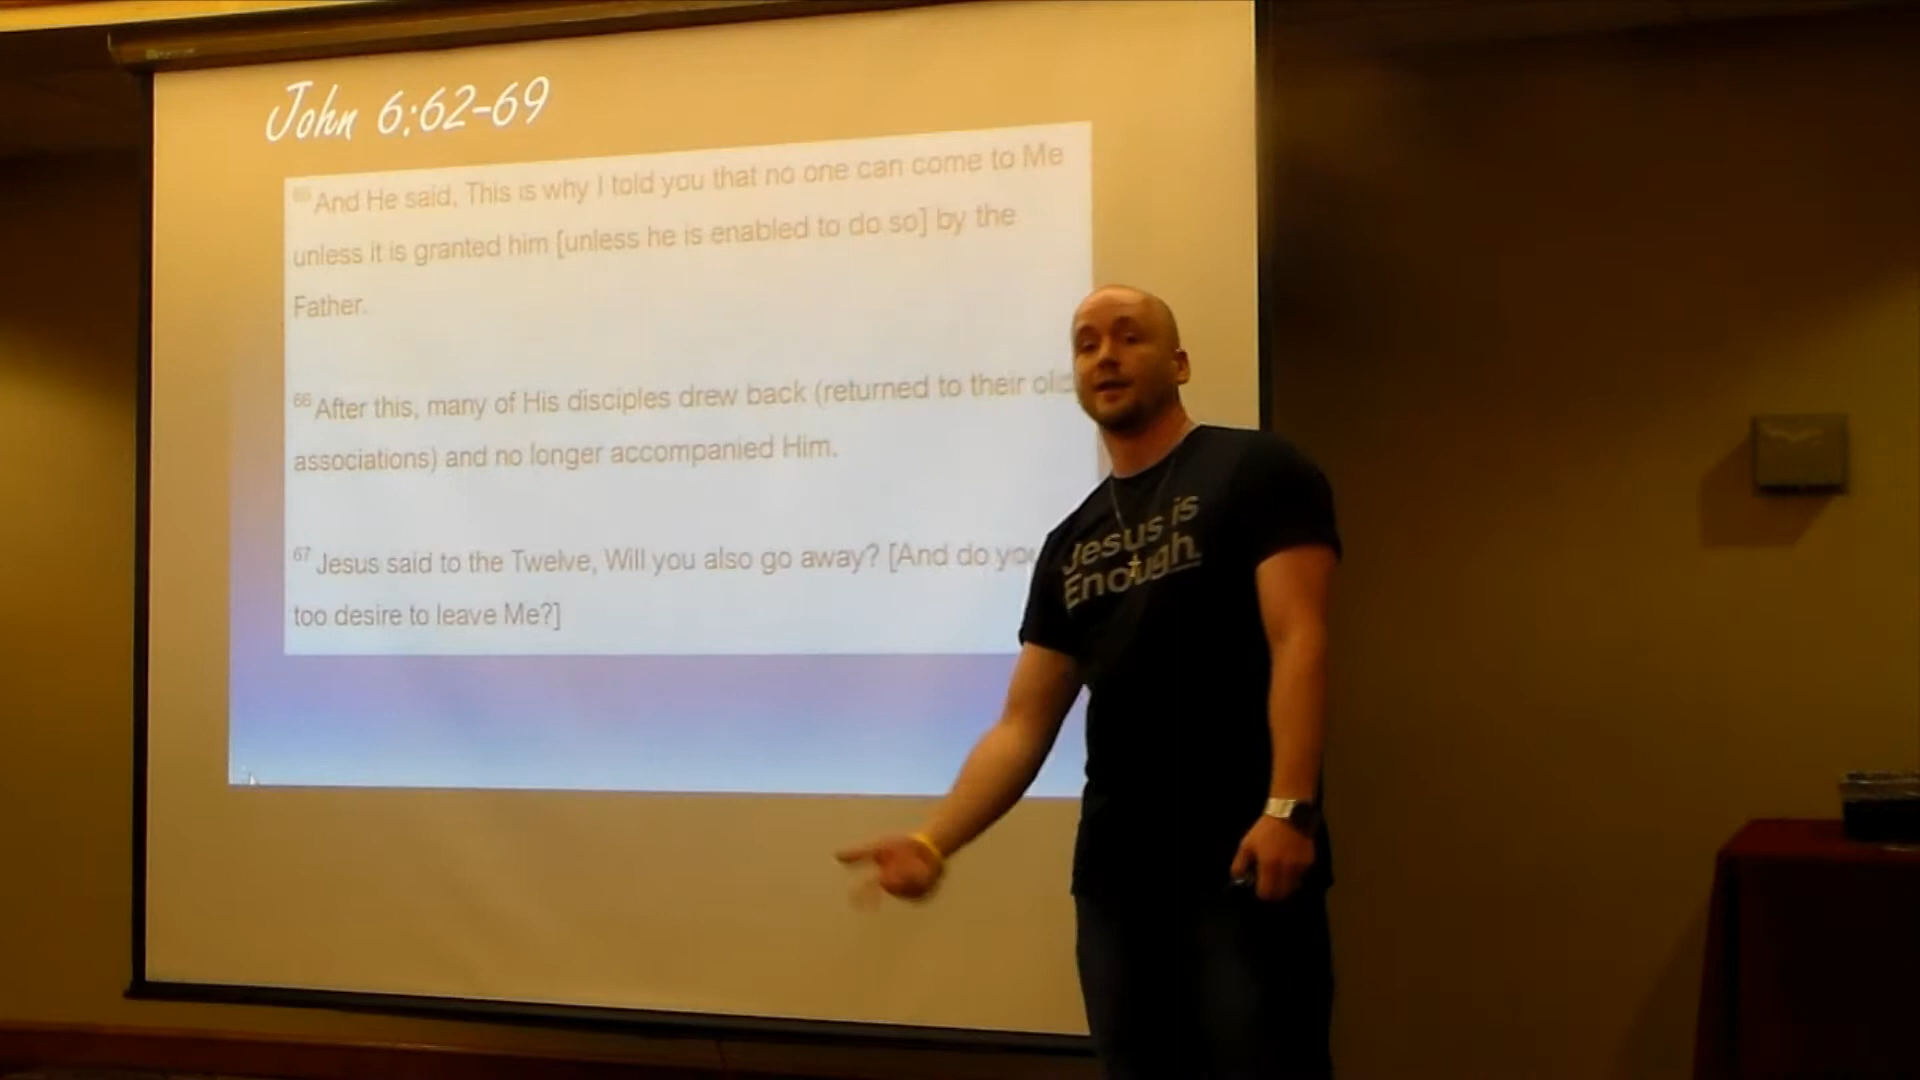 John 6:62-69
65 And He said, This is why I told you that no one can come to Me
unless it is granted him [unless he is enabled to do so] by the
Father.
66 After this, many of His disciples drew back (returned to their old
associations) and no longer accompanied Him.
67 Jesus said to the Twelve, Will you also go away? [And do you
too desire to leave Me?]
Jesus is
Enough.